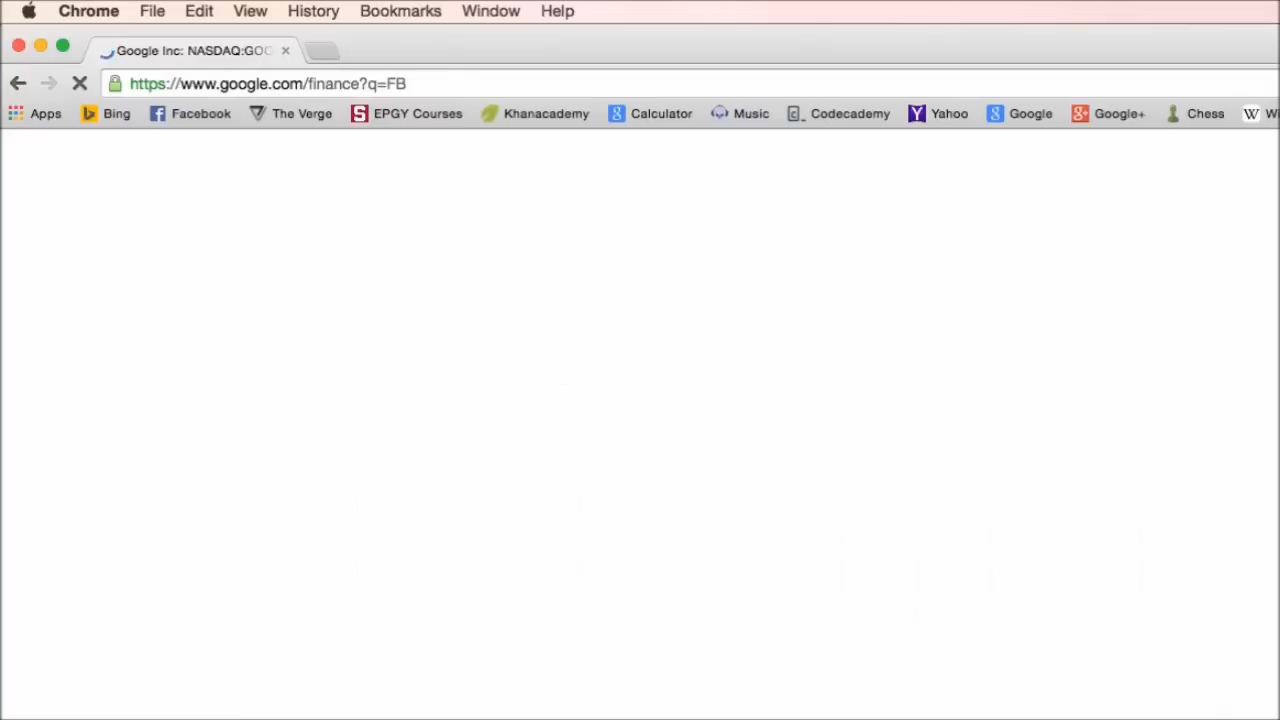 Chrome File Edit View History Bookmarks Window Help
Google Inc: NASDAQ:GOO
https://www.google.com/finance?q=FB
Apps Bing Facebook The Verge EPGY Courses Khanacademy Calculator Music Codecademy Yahoo Google Google+ Chess